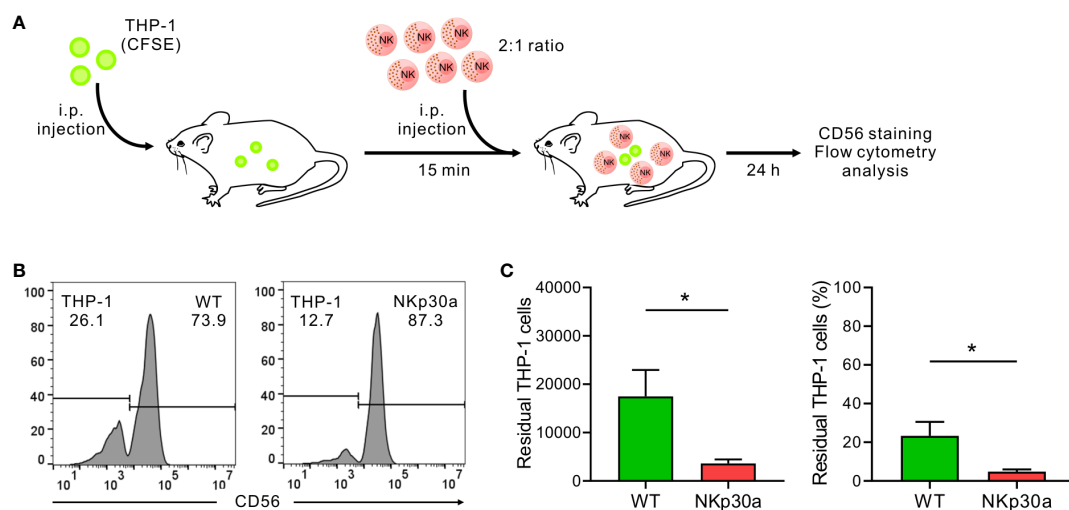 A
THP-1
(CFSE)
i.p.
injection
NK
NK
NK
NK
NK
NK
2:1 ratio
i.p.
injection
15 min
NK
NK
NK
NK
24 h
CD56 staining
Flow cytometry
analysis
B
100
80
60
40
20
0
THP-1
26.1
WT
73.9
10¹ 10³ 10⁵ 10⁷
100
80
60
40
20
0
THP-1
12.7
NKp30a
87.3
10¹ 10³ 10⁵ 10⁷
CD56
C
Residual THP-1 cells
40000
30000
20000
10000
0
*
WT NKp30a
Residual THP-1 cells (%)
100
80
60
40
20
0
*
WT NKp30a